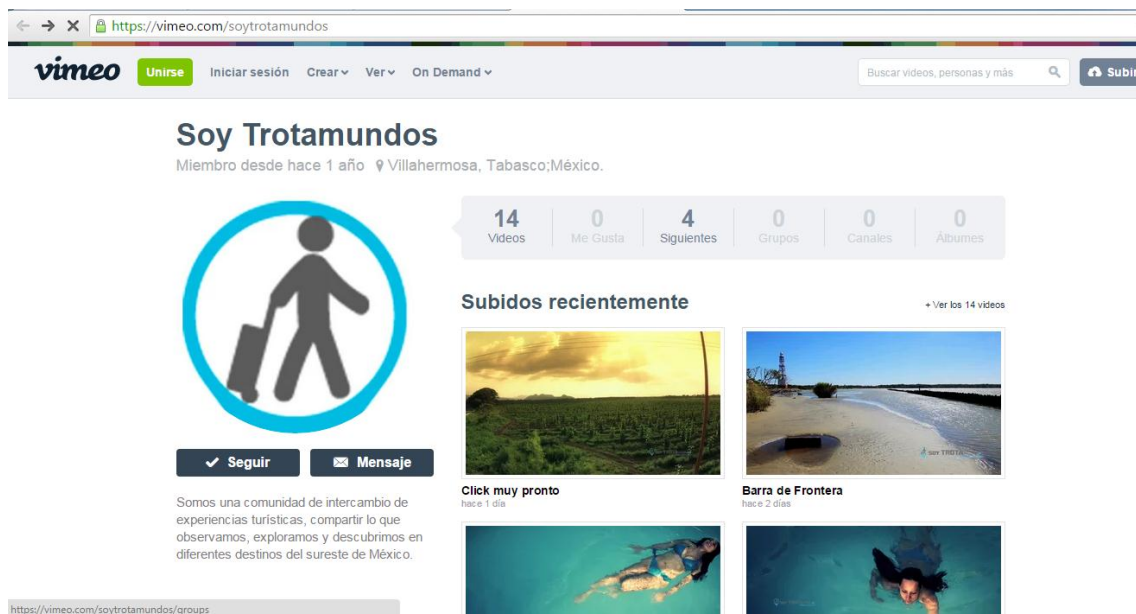 https://vimeo.com/soytrotamundos
vimeo Unirse Iniciar sesión Crear Ver On Demand Buscar videos, personas y más Subir
Soy Trotamundos
Miembro desde hace 1 año Villahermosa, Tabasco;México.
14 0 4 0 0 0
Videos Me Gusta Siguientes Grupos Canales Álbumes
Subidos recientemente + Ver los 14 videos
Seguir Mensaje
Somos una comunidad de intercambio de
experiencias turísticas, compartir lo que
observamos, exploramos y descubrimos en
diferentes destinos del sureste de México.
soy TROTA
Click muy pronto
hace 1 día
Barra de Frontera
hace 2 días
https://vimeo.com/soytrotamundos/groups